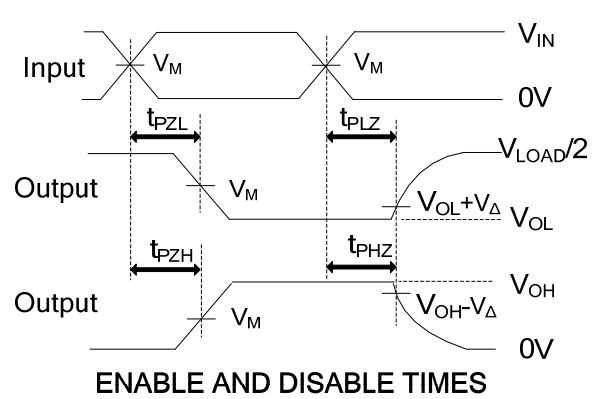 V_IN
Input
V_M V_M
0V
t_PZL t_PLZ
V_LOAD/2
Output
V_M
V_OL+V_Δ
V_OL
t_PZH t_PHZ
V_OH
Output
V_M
V_OH–V_Δ
0V
ENABLE AND DISABLE TIMES